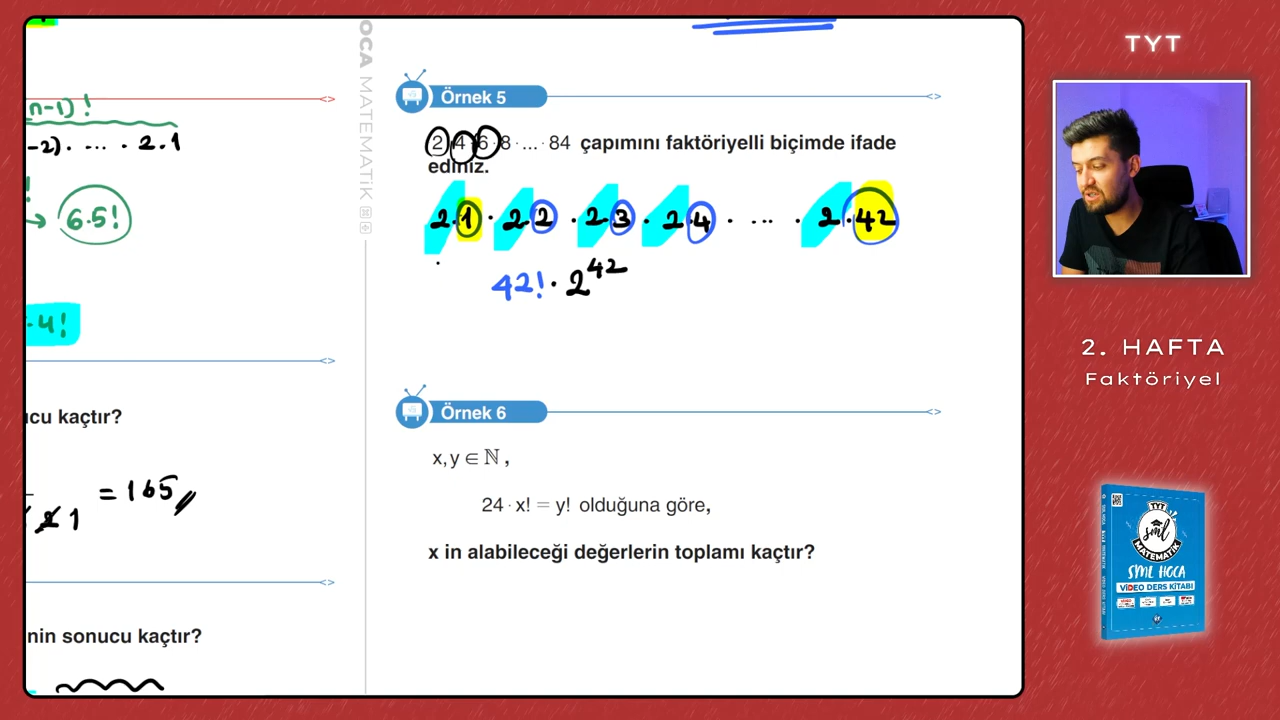 (n-1)!
-2). ... . 2.1
6.5!
. 4!
ucu kaçtır?
= 165
1
nin sonucu kaçtır?
OCA MATEMATİK
Örnek 5
2 · 4 · 6 · 8 · ... · 84 çapımını faktöriyelli biçimde ifade
ediniz.
2.1 . 2.2 . 2.3 . 2.4 . .... . 2.42
42! . 2^42
Örnek 6
x, y ∈ ℕ ,
24 · x! = y! olduğuna göre,
x in alabileceği değerlerin toplamı kaçtır?
TYT
2. HAFTA
Faktöriyel
TYT
SML
MATEMATİK
SML HOCA
VİDEO DERS KİTABI